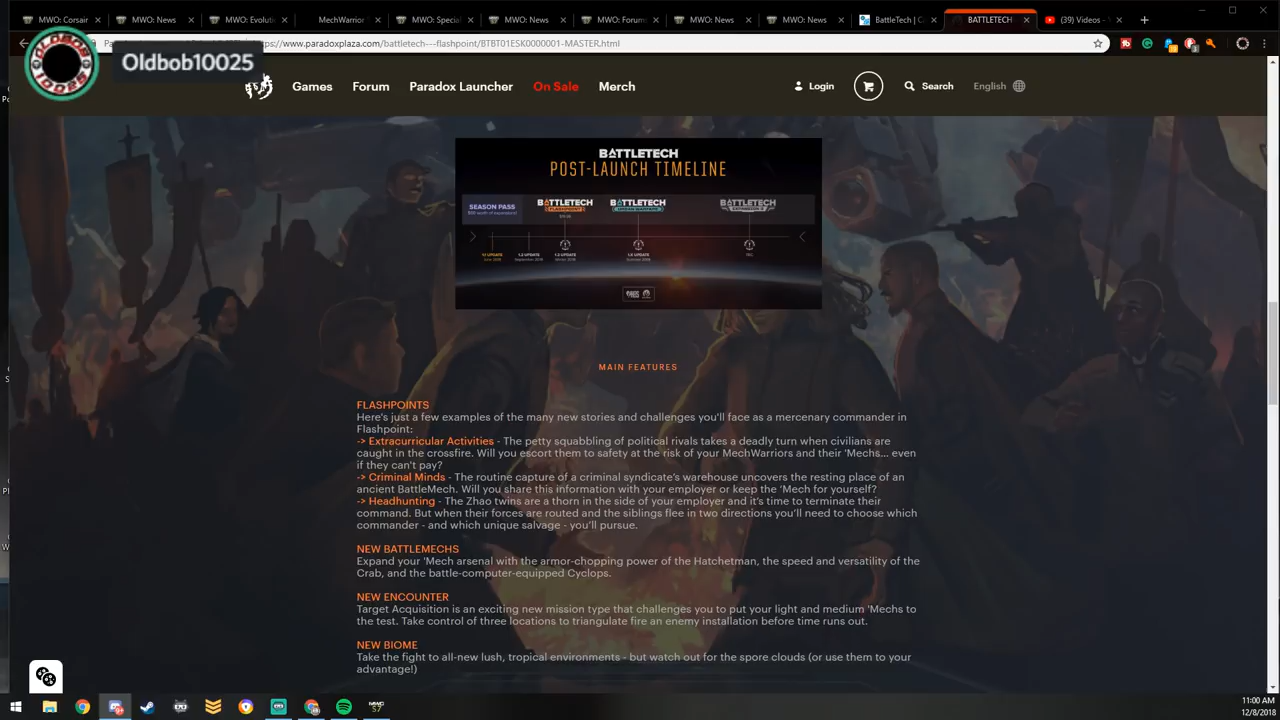 MWO: Corsair
MWO: News
MWO: Evoluti
MechWarrior
MWO: Specia
MWO: News
MWO: Forum
MWO: News
MWO: News
BattleTech | C
BATTLETECH
(39) Videos -
https://www.paradoxplaza.com/battletech---flashpoint/BTBT01ESK0000001-MASTER.html
Oldbob10025
Games
Forum
Paradox Launcher
On Sale
Merch
Login
Search
English
BATTLETECH
POST-LAUNCH TIMELINE
SEASON PASS
BATTLETECH
FLASHPOINT
BATTLETECH
URBAN WARFARE
BATTLETECH
MAIN FEATURES
FLASHPOINTS
Here's just a few examples of the many new stories and challenges you'll face as a mercenary commander in
Flashpoint:
-> Extracurricular Activities - The petty squabbling of political rivals takes a deadly turn when civilians are
caught in the crossfire. Will you escort them to safety at the risk of your MechWarriors and their 'Mechs... even
if they can't pay?
-> Criminal Minds - The routine capture of a criminal syndicate's warehouse uncovers the resting place of an
ancient BattleMech. Will you share this information with your employer or keep the 'Mech for yourself?
-> Headhunting - The Zhao twins are a thorn in the side of your employer and it's time to terminate their
command. But when their forces are routed and the siblings flee in two directions you'll need to choose which
commander - and which unique salvage - you'll pursue.
NEW BATTLEMECHS
Expand your 'Mech arsenal with the armor-chopping power of the Hatchetman, the speed and versatility of the
Crab, and the battle-computer-equipped Cyclops.
NEW ENCOUNTER
Target Acquisition is an exciting new mission type that challenges you to put your light and medium 'Mechs to
the test. Take control of three locations to triangulate fire an enemy installation before time runs out.
NEW BIOME
Take the fight to all-new lush, tropical environments - but watch out for the spore clouds (or use them to your
advantage!)
11:00 AM
12/8/2018